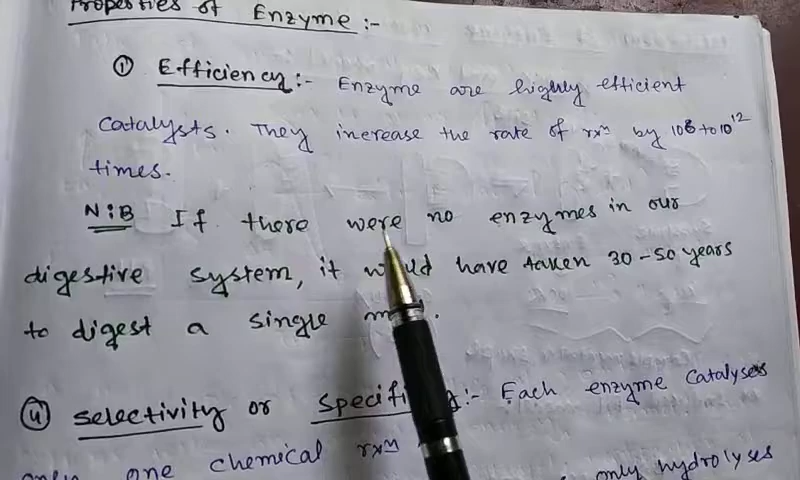 Properties of Enzyme :-
① Efficiency :- Enzyme are highly efficient
Catalysts. They increase the rate of rxⁿ by 10⁸ to 10¹²
times.
N:B If there were no enzymes in our
digestive system, it would have taken 30-50 years
to digest a single
④ selectivity or :- Each enzyme catalyses
only one chemical rxⁿ
only hydrolyses